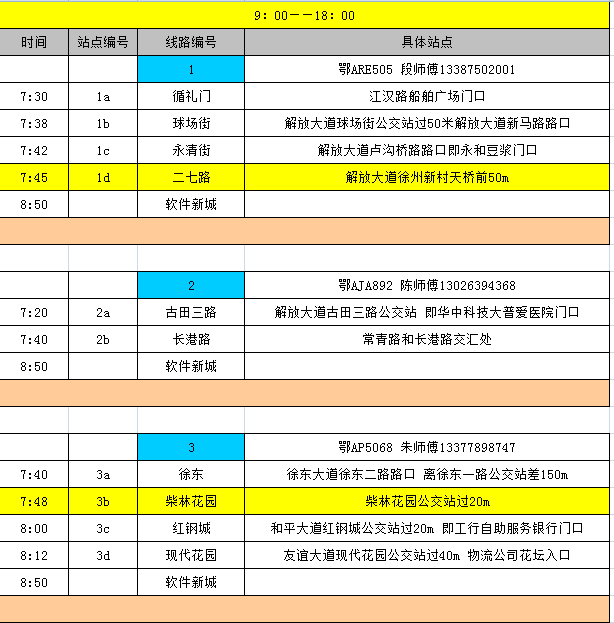 9：00——18：00
时间 站点编号 线路编号 具体站点
1 鄂ARE505 段师傅13387502001
7:30 1a 循礼门 江汉路船舶广场门口
7:38 1b 球场街 解放大道球场街公交站过50米解放大道新马路路口
7:42 1c 永清街 解放大道卢沟桥路路口即永和豆浆门口
7:45 1d 二七路 解放大道徐州新村天桥前50m
8:50 软件新城
2 鄂AJA892 陈师傅13026394368
7:20 2a 古田三路 解放大道古田三路公交站 即华中科技大普爱医院门口
7:40 2b 长港路 常青路和长港路交汇处
8:50 软件新城
3 鄂AP5068 朱师傅13377898747
7:40 3a 徐东 徐东大道徐东二路路口 离徐东一路公交站差150m
7:48 3b 柴林花园 柴林花园公交站过20m
8:00 3c 红钢城 和平大道红钢城公交站过20m 即工行自助服务银行门口
8:12 3d 现代花园 友谊大道现代花园公交站过40m 物流公司花坛入口
8:50 软件新城